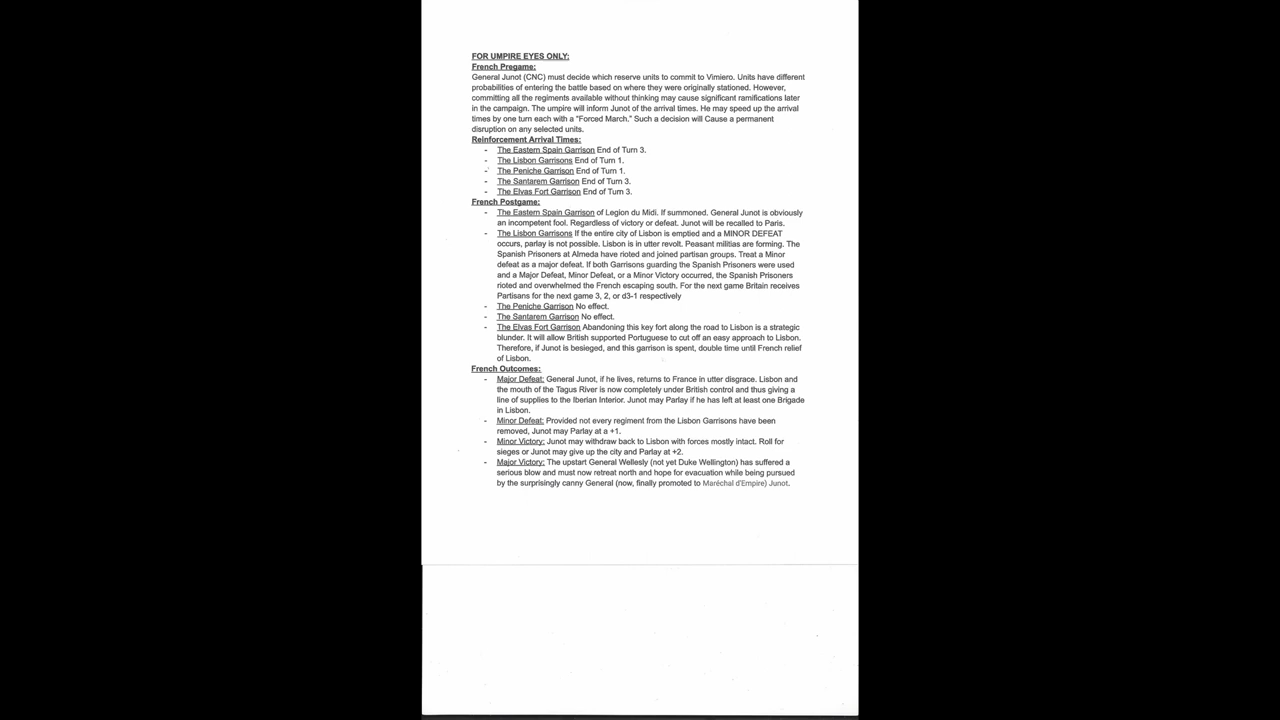 FOR UMPIRE EYES ONLY:
French Pregame:
General Junot (CNC) must decide which reserve units to commit to Vimiero. Units have different
probabilities of entering the battle based on where they were originally stationed. However,
committing all the regiments available without thinking may cause significant ramifications later
in the campaign. The umpire will inform Junot of the arrival times. He may speed up the arrival
times by one turn each with a "Forced March." Such a decision will Cause a permanent
disruption on any selected units.
Reinforcement Arrival Times:
- The Eastern Spain Garrison End of Turn 3.
- The Lisbon Garrisons End of Turn 1.
- The Peniche Garrison End of Turn 1.
- The Santarem Garrison End of Turn 3.
- The Elvas Fort Garrison End of Turn 3.
French Postgame:
- The Eastern Spain Garrison of Legion du Midi. If summoned. General Junot is obviously
an incompetent fool. Regardless of victory or defeat. Junot will be recalled to Paris.
- The Lisbon Garrisons If the entire city of Lisbon is emptied and a MINOR DEFEAT
occurs, parlay is not possible. Lisbon is in utter revolt. Peasant militias are forming. The
Spanish Prisoners at Almeda have rioted and joined partisan groups. Treat a Minor
defeat as a major defeat. If both Garrisons guarding the Spanish Prisoners were used
and a Major Defeat, Minor Defeat, or a Minor Victory occurred, the Spanish Prisoners
rioted and overwhelmed the French escaping south. For the next game Britain receives
Partisans for the next game 3, 2, or d3-1 respectively
- The Peniche Garrison No effect.
- The Santarem Garrison No effect.
- The Elvas Fort Garrison Abandoning this key fort along the road to Lisbon is a strategic
blunder. It will allow British supported Portuguese to cut off an easy approach to Lisbon.
Therefore, if Junot is besieged, and this garrison is spent, double time until French relief
of Lisbon.
French Outcomes:
- Major Defeat: General Junot, if he lives, returns to France in utter disgrace. Lisbon and
the mouth of the Tagus River is now completely under British control and thus giving a
line of supplies to the Iberian Interior. Junot may Parlay if he has left at least one Brigade
in Lisbon.
- Minor Defeat: Provided not every regiment from the Lisbon Garrisons have been
removed, Junot may Parlay at a +1.
- Minor Victory: Junot may withdraw back to Lisbon with forces mostly intact. Roll for
sieges or Junot may give up the city and Parlay at +2.
- Major Victory: The upstart General Wellesly (not yet Duke Wellington) has suffered a
serious blow and must now retreat north and hope for evacuation while being pursued
by the surprisingly canny General (now, finally promoted to Maréchal d'Empire) Junot.